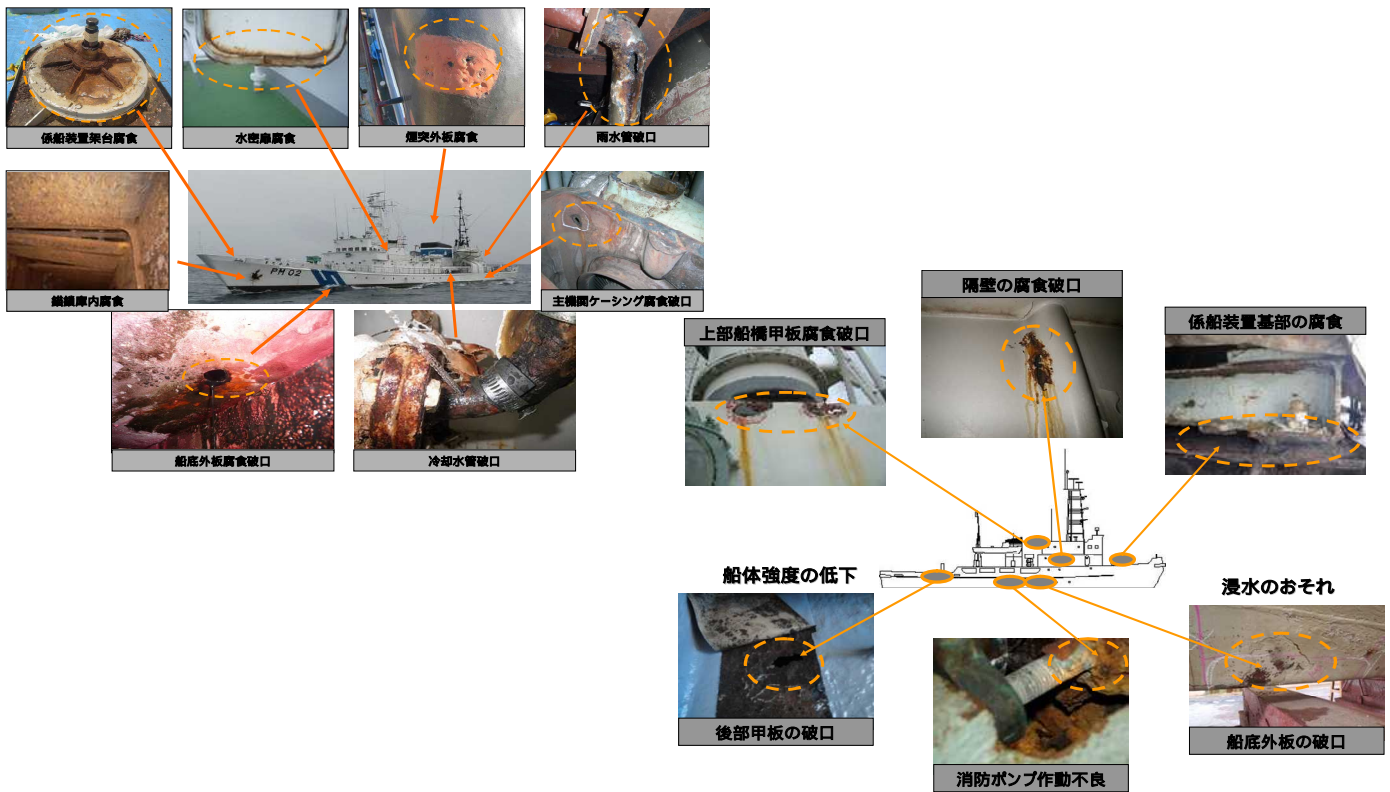 係船装置架台腐食
水密扉腐食
煙突外板腐食
雨水管破口
錨鎖庫内腐食
PM 02
主機関ケーシング腐食破口
船底外板腐食破口
冷却水管破口
隔壁の腐食破口
上部船橋甲板腐食破口
係船装置基部の腐食
船体強度の低下
浸水のおそれ
後部甲板の破口
消防ポンプ作動不良
船底外板の破口